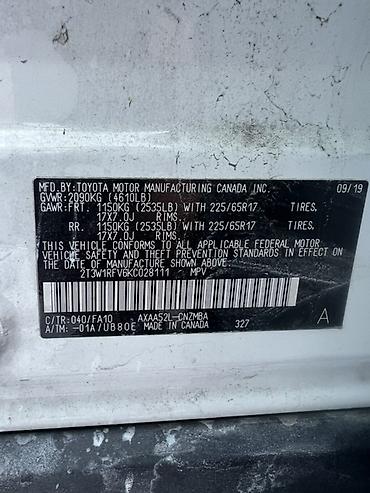 MFD.BY:TOYOTA MOTOR MANUFACTURING CANADA INC. 09/19
GVWR:2090KG (4610LB)
GAWR:FRT. 1150KG (2535LB) WITH 225/65R17 TIRES.
17X7.0J RIMS.
RR. 1150KG (2535LB) WITH 225/65R17 TIRES.
17X7.0J RIMS.
THIS VEHICLE CONFORMS TO ALL APPLICABLE FEDERAL MOTOR
VEHICLE SAFETY AND THEFT PREVENTION STANDARDS
IN EFFECT ON THE DATE OF MANUFACTURE SHOWN ABOVE.
2T3W1RFV6KC028111 MPV
C/TR:040/FA10 AXAA52L-CNZMBA
A/TM:-01A/UB80E MADE IN CANADA 327 A